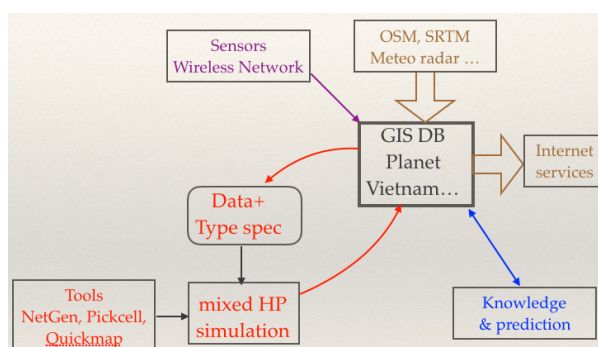 Sensors
Wireless Network
OSM, SRTM
Meteo radar ...
GIS DB
Planet
Vietnam...
Internet
services
Data+
Type spec
Tools
NetGen, Pickcell,
Quickmap
mixed HP
simulation
Knowledge
& prediction